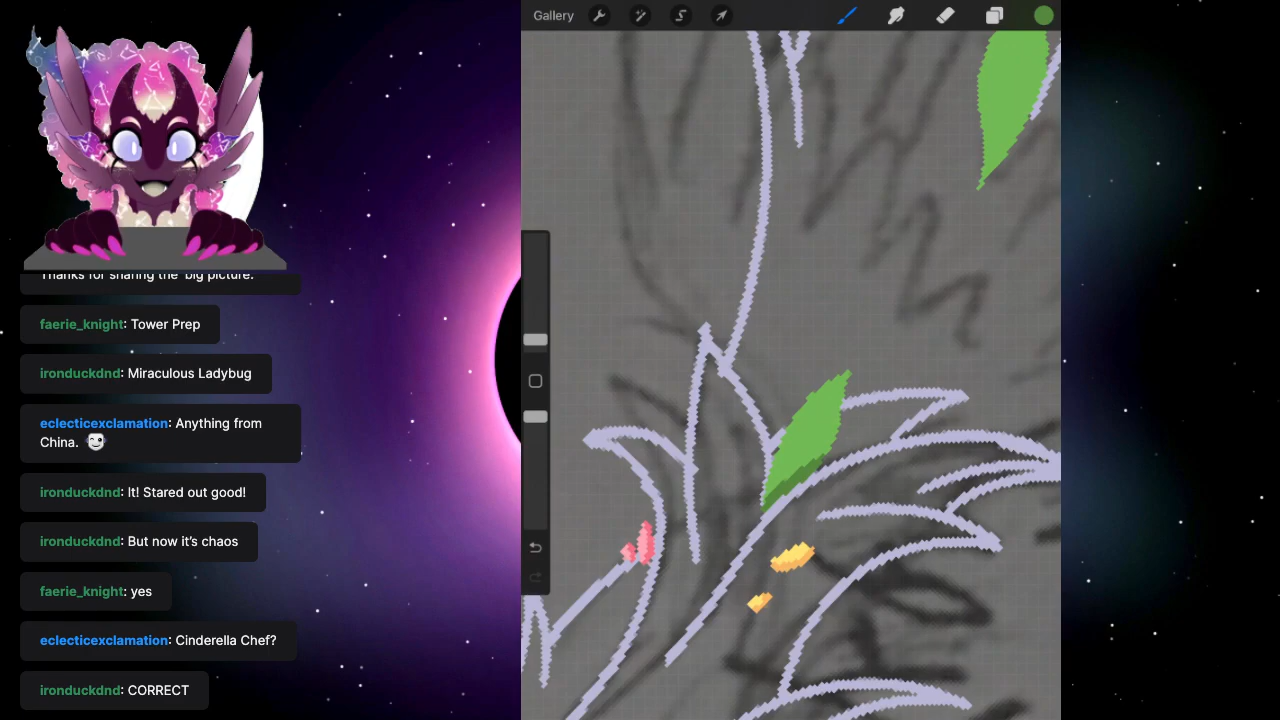 Gallery
Thanks for sharing the 'big picture.'
faerie_knight: Tower Prep
ironduckdnd: Miraculous Ladybug
eclecticexclamation: Anything from
China.
ironduckdnd: It! Stared out good!
ironduckdnd: But now it's chaos
faerie_knight: yes
eclecticexclamation: Cinderella Chef?
ironduckdnd: CORRECT